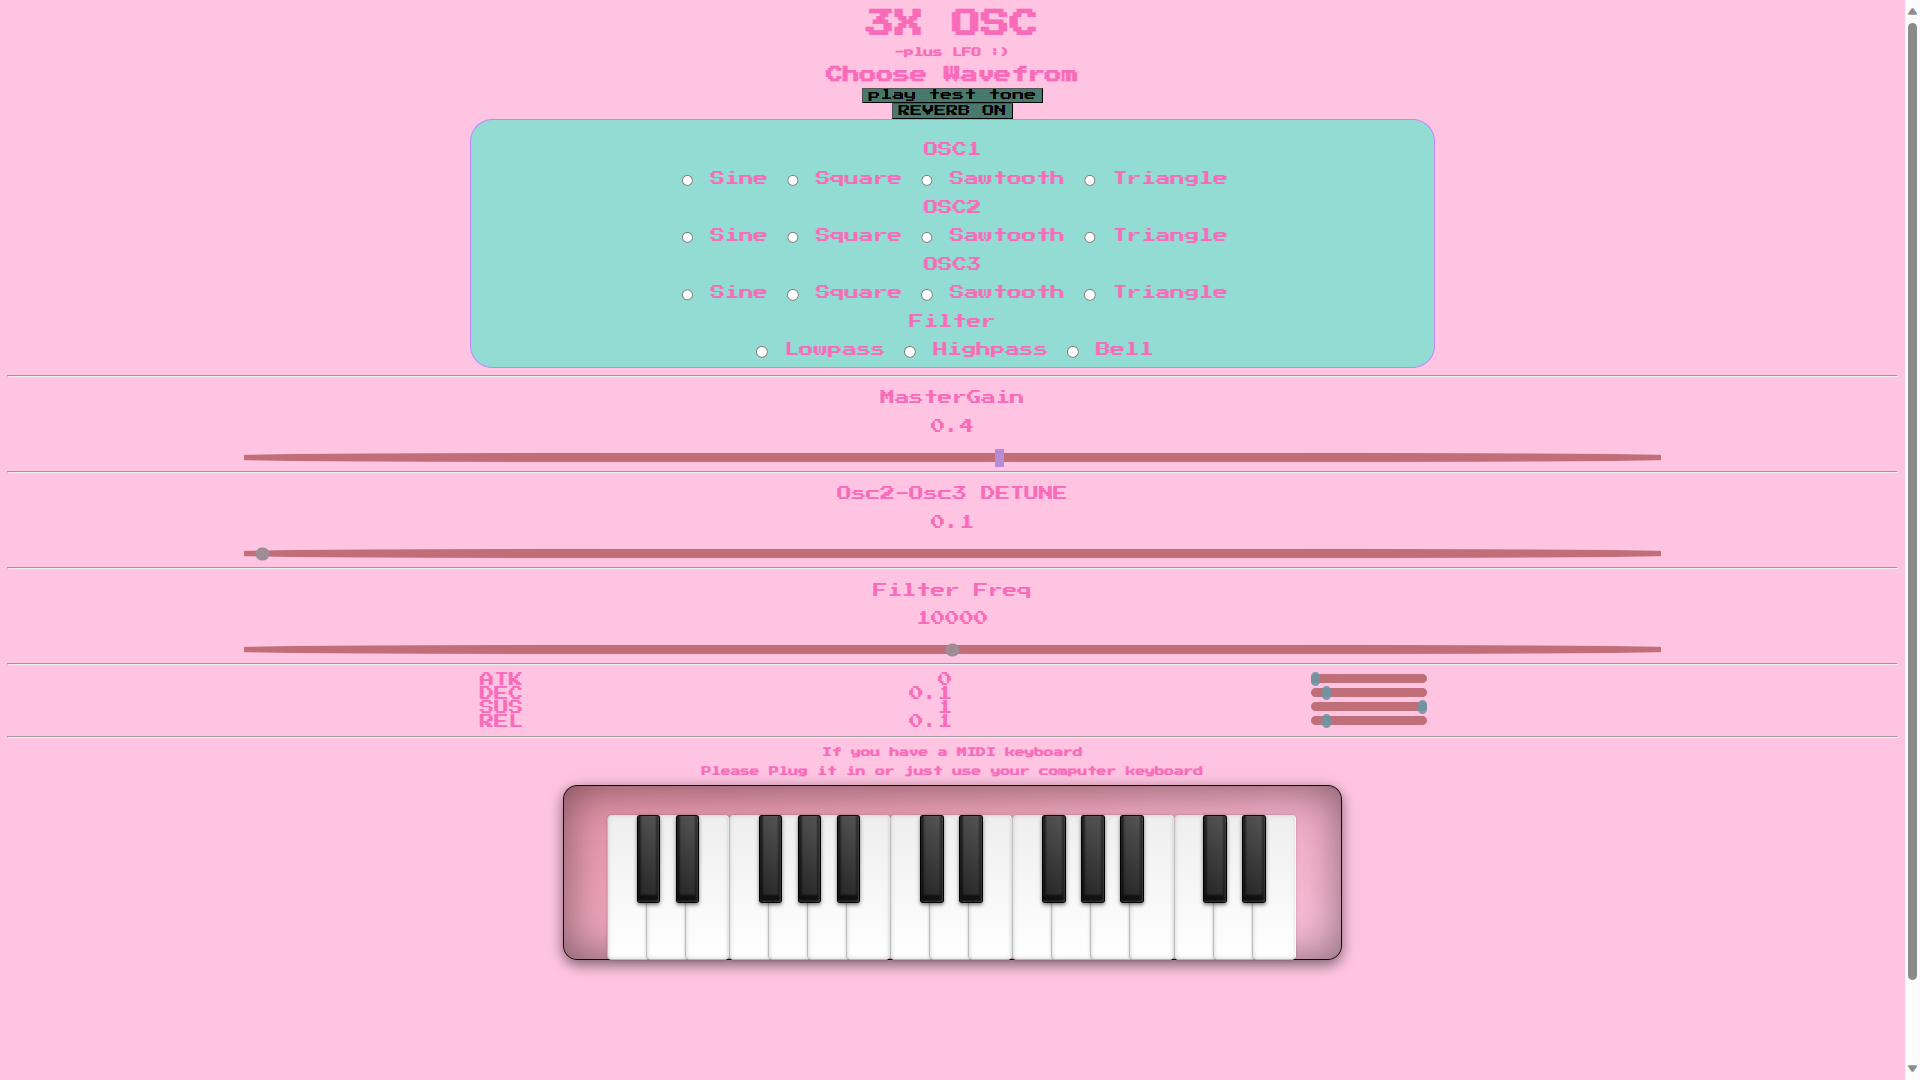 3X OSC
-plus LFO :)
Choose Wavefrom
play test tone
REVERB ON
OSC1
Sine Square Sawtooth Triangle
OSC2
Sine Square Sawtooth Triangle
OSC3
Sine Square Sawtooth Triangle
Filter
Lowpass Highpass Bell
MasterGain
0.4
Osc2-Osc3 DETUNE
0.1
Filter Freq
10000
ATK 0
DEC 0.1
SUS 1
REL 0.1
If you have a MIDI keyboard
Please Plug it in or just use your computer keyboard